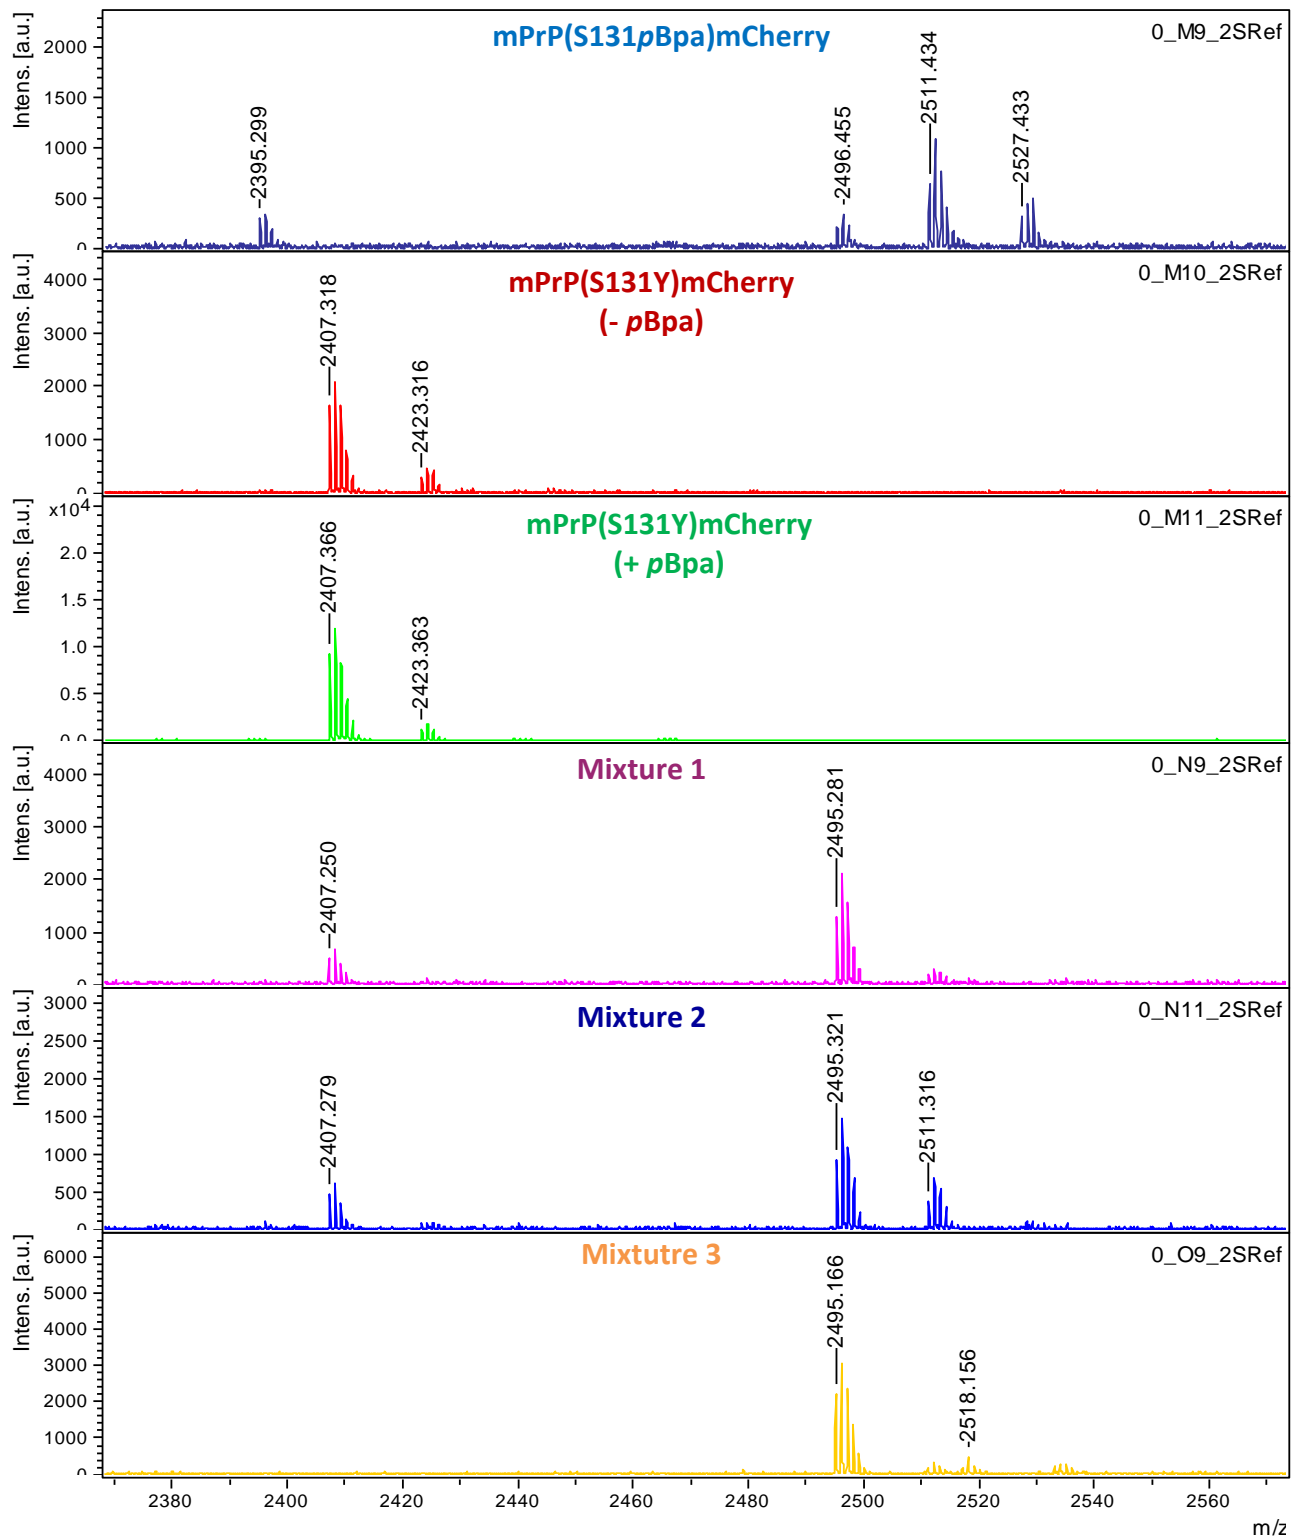 mPrP(S131pBpa)mCherry
0_M9_2SRef
Intens. [a.u.]
2000
1500
1000
500
0
2395.299
2496.455
2511.434
2527.433
mPrP(S131Y)mCherry
(- pBpa)
0_M10_2SRef
Intens. [a.u.]
4000
3000
2000
1000
0
2407.318
2423.316
mPrP(S131Y)mCherry
(+ pBpa)
0_M11_2SRef
Intens. [a.u.]
x10^4
2.0
1.5
1.0
0.5
0.0
2407.366
2423.363
Mixture 1
0_N9_2SRef
Intens. [a.u.]
4000
3000
2000
1000
0
2407.250
2495.281
Mixture 2
0_N11_2SRef
Intens. [a.u.]
3000
2500
2000
1500
1000
500
0
2407.279
2495.321
2511.316
Mixtutre 3
0_O9_2SRef
Intens. [a.u.]
6000
5000
4000
3000
2000
1000
0
2495.166
2518.156
2380 2400 2420 2440 2460 2480 2500 2520 2540 2560
m/z